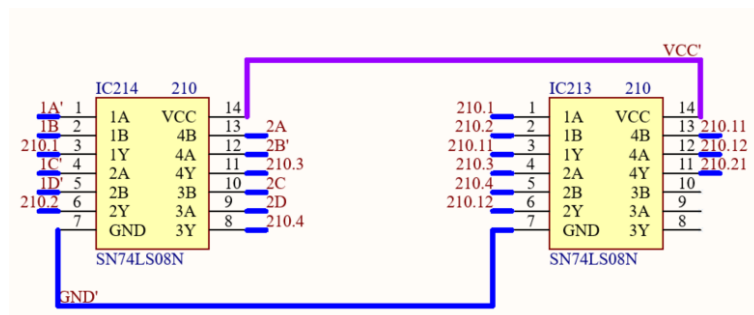 VCC'
IC214 210
1A' 1 1A VCC 14
1B 2 1B 4B 13 2A
210.1 3 1Y 4A 12 2B'
1C' 4 2A 4Y 11 210.3
1D' 5 2B 3B 10 2C
210.2 6 2Y 3A 9 2D
7 GND 3Y 8 210.4
SN74LS08N
GND'
IC213 210
210.1 1 1A VCC 14
210.2 2 1B 4B 13 210.11
210.11 3 1Y 4A 12 210.12
210.3 4 2A 4Y 11 210.21
210.4 5 2B 3B 10
210.12 6 2Y 3A 9
7 GND 3Y 8
SN74LS08N